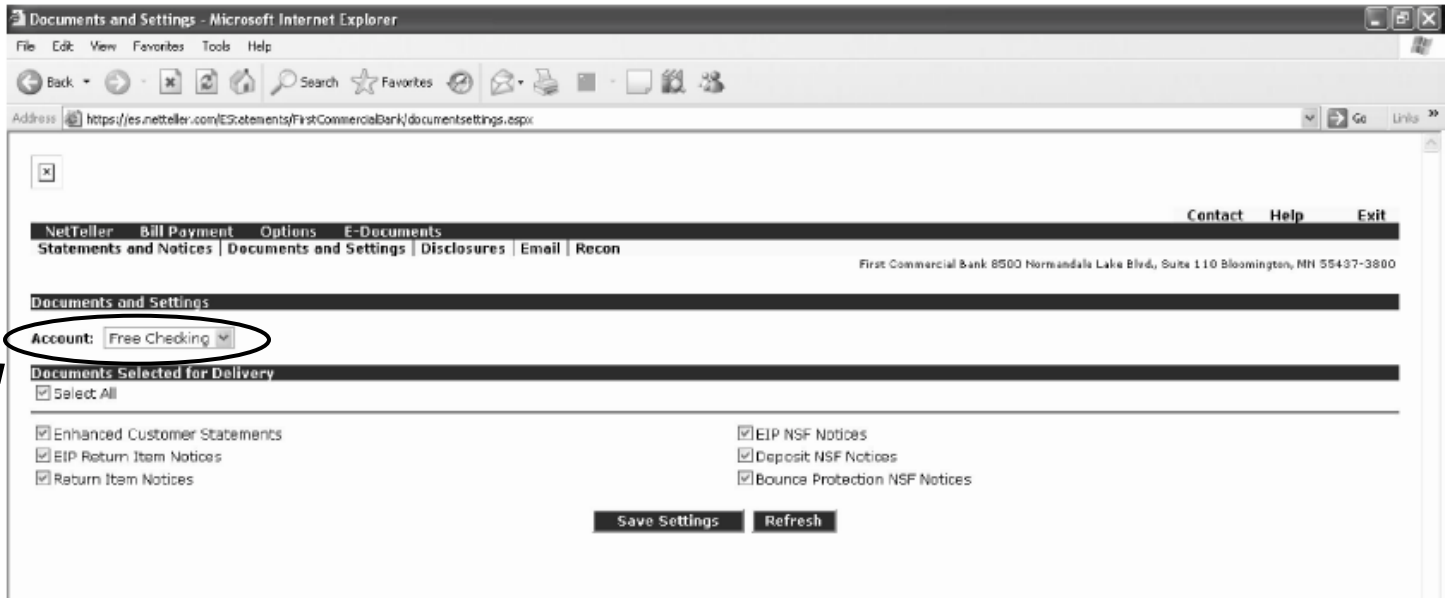 Documents and Settings - Microsoft Internet Explorer
File Edit View Favorites Tools Help
Back Search Favorites
Address https://es.netteller.com/EStatements/FirstCommercialBank/documentsettings.aspx Go Links »
Contact Help Exit
NetTeller Bill Payment Options E-Documents
Statements and Notices | Documents and Settings | Disclosures | Email | Recon
First Commercial Bank 8500 Normandale Lake Blvd., Suite 110 Bloomington, MN 55437-3800
Documents and Settings
Account: Free Checking
Documents Selected for Delivery
Select All
Enhanced Customer Statements EIP NSF Notices
EIP Return Item Notices Deposit NSF Notices
Return Item Notices Bounce Protection NSF Notices
Save Settings Refresh